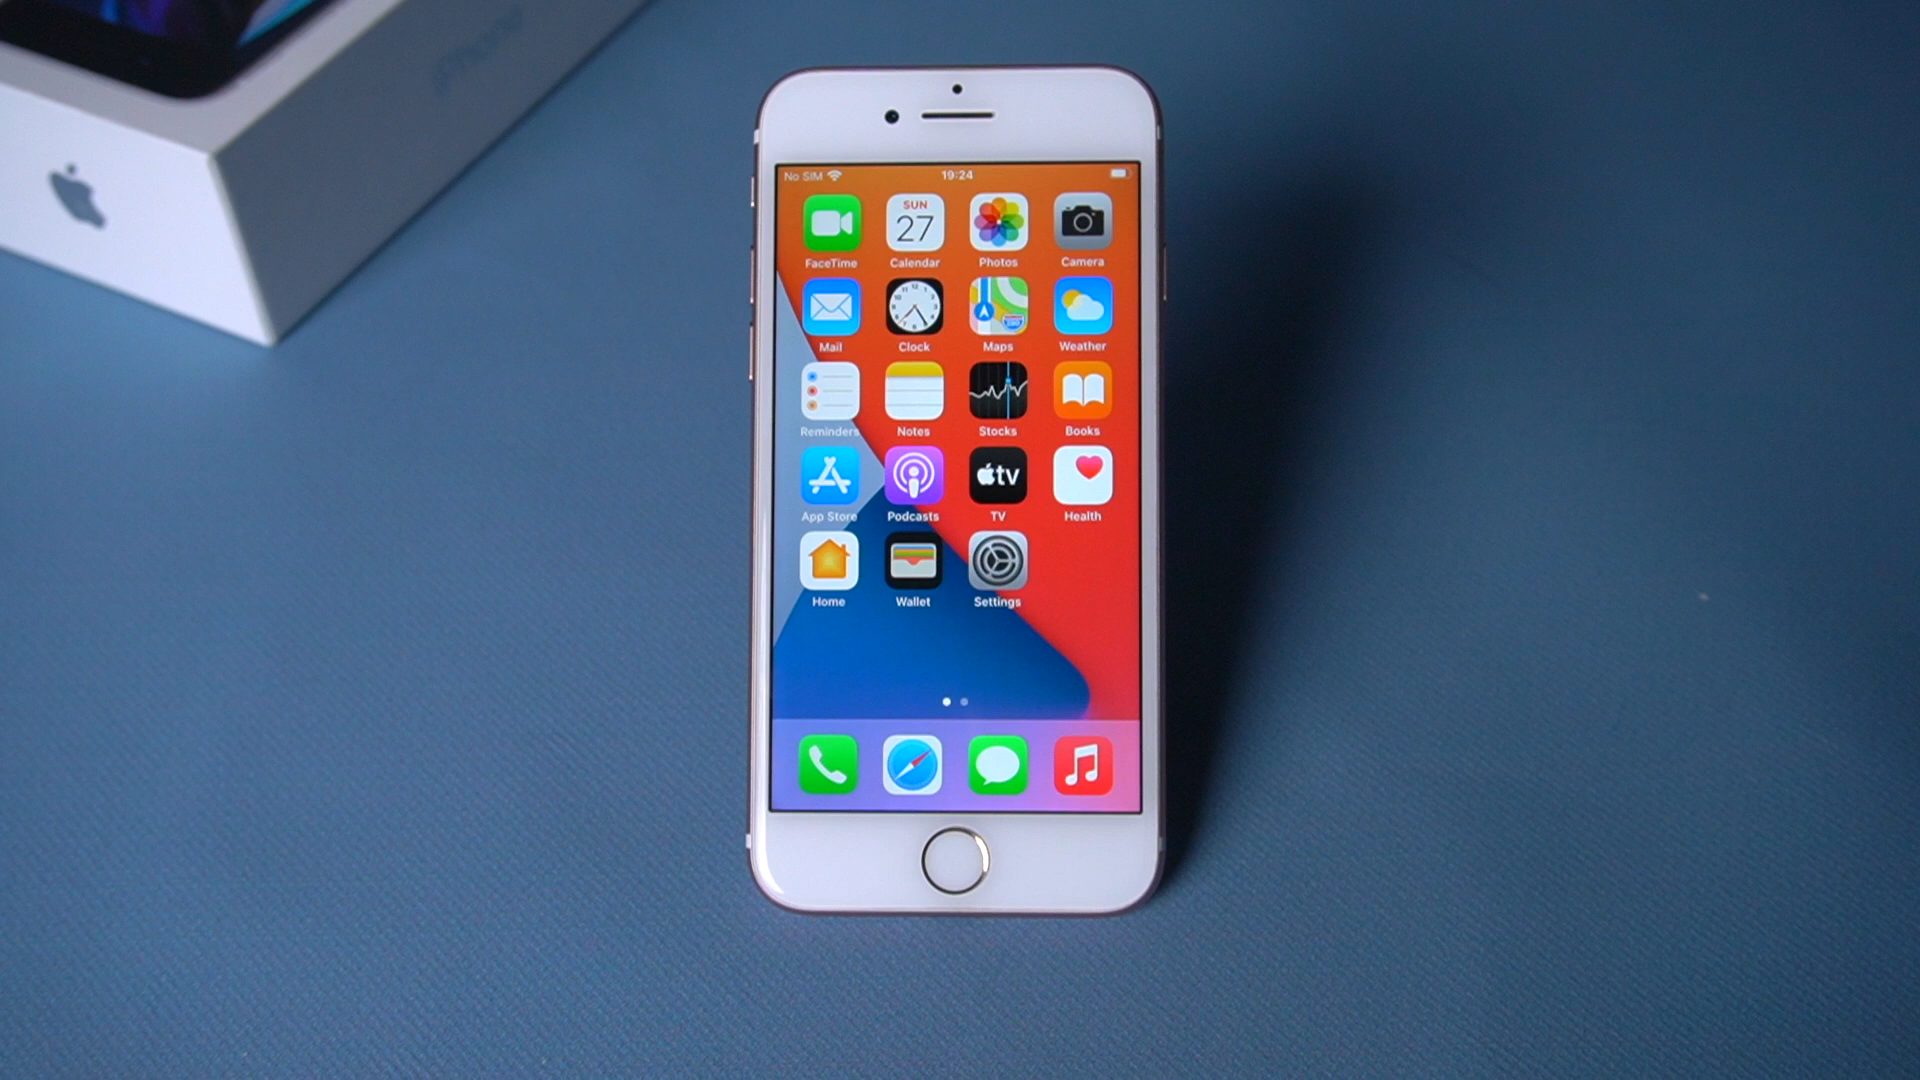 iPhone
No SIM 19:24
SUN
27
FaceTime Calendar Photos Camera
Mail Clock Maps Weather
Reminders Notes Stocks Books
tv
App Store Podcasts TV Health
Home Wallet Settings